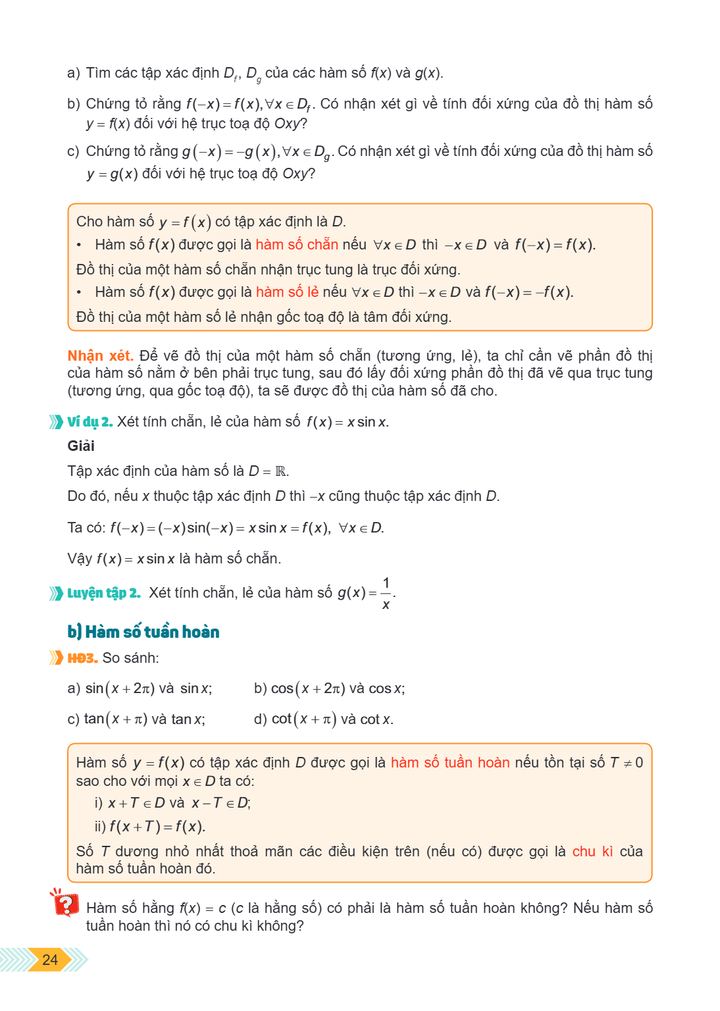 a) Tìm các tập xác định D_f, D_g của các hàm số f(x) và g(x).
b) Chứng tỏ rằng f(−x) = f(x), ∀x ∈ D_f. Có nhận xét gì về tính đối xứng của đồ thị hàm số
y = f(x) đối với hệ trục toạ độ Oxy?
c) Chứng tỏ rằng g(−x) = −g(x), ∀x ∈ D_g. Có nhận xét gì về tính đối xứng của đồ thị hàm số
y = g(x) đối với hệ trục toạ độ Oxy?
Cho hàm số y = f(x) có tập xác định là D.
• Hàm số f(x) được gọi là hàm số chẵn nếu ∀x ∈ D thì −x ∈ D và f(−x) = f(x).
Đồ thị của một hàm số chẵn nhận trục tung là trục đối xứng.
• Hàm số f(x) được gọi là hàm số lẻ nếu ∀x ∈ D thì −x ∈ D và f(−x) = −f(x).
Đồ thị của một hàm số lẻ nhận gốc toạ độ là tâm đối xứng.
Nhận xét. Để vẽ đồ thị của một hàm số chẵn (tương ứng, lẻ), ta chỉ cần vẽ phần đồ thị
của hàm số nằm ở bên phải trục tung, sau đó lấy đối xứng phần đồ thị đã vẽ qua trục tung
(tương ứng, qua gốc toạ độ), ta sẽ được đồ thị của hàm số đã cho.
Ví dụ 2. Xét tính chẵn, lẻ của hàm số f(x) = x sin x.
Giải
Tập xác định của hàm số là D = ℝ.
Do đó, nếu x thuộc tập xác định D thì −x cũng thuộc tập xác định D.
Ta có: f(−x) = (−x)sin(−x) = x sin x = f(x), ∀x ∈ D.
Vậy f(x) = x sin x là hàm số chẵn.
Luyện tập 2. Xét tính chẵn, lẻ của hàm số g(x) = 1/x.
b) Hàm số tuần hoàn
HĐ3. So sánh:
a) sin(x + 2π) và sin x; b) cos(x + 2π) và cos x;
c) tan(x + π) và tan x; d) cot(x + π) và cot x.
Hàm số y = f(x) có tập xác định D được gọi là hàm số tuần hoàn nếu tồn tại số T ≠ 0
sao cho với mọi x ∈ D ta có:
i) x + T ∈ D và x − T ∈ D;
ii) f(x + T) = f(x).
Số T dương nhỏ nhất thoả mãn các điều kiện trên (nếu có) được gọi là chu kì của
hàm số tuần hoàn đó.
?
Hàm số hằng f(x) = c (c là hằng số) có phải là hàm số tuần hoàn không? Nếu hàm số
tuần hoàn thì nó có chu kì không?
24